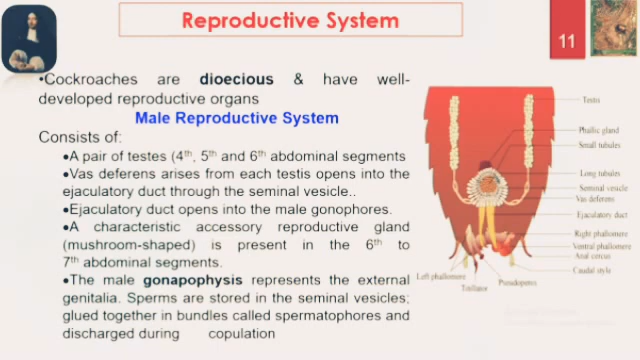 Reproductive System
11
•Cockroaches are dioecious & have well-
developed reproductive organs
Male Reproductive System
Consists of:
•A pair of testes (4th, 5th and 6th abdominal segments
•Vas deferens arises from each testis opens into the
ejaculatory duct through the seminal vesicle..
•Ejaculatory duct opens into the male gonophores.
•A characteristic accessory reproductive gland
(mushroom-shaped) is present in the 6th to
7th abdominal segments.
•The male gonapophysis represents the external
genitalia. Sperms are stored in the seminal vesicles;
glued together in bundles called spermatophores and
discharged during copulation
Testis
Phallic gland
Small tubules
Long tubules
Seminal vesicle
Vas deferens
Ejaculatory duct
Right phallomere
Ventral phallomere
Anal cercus
Caudal style
Left phallomere
Titillator
Pseudopenis